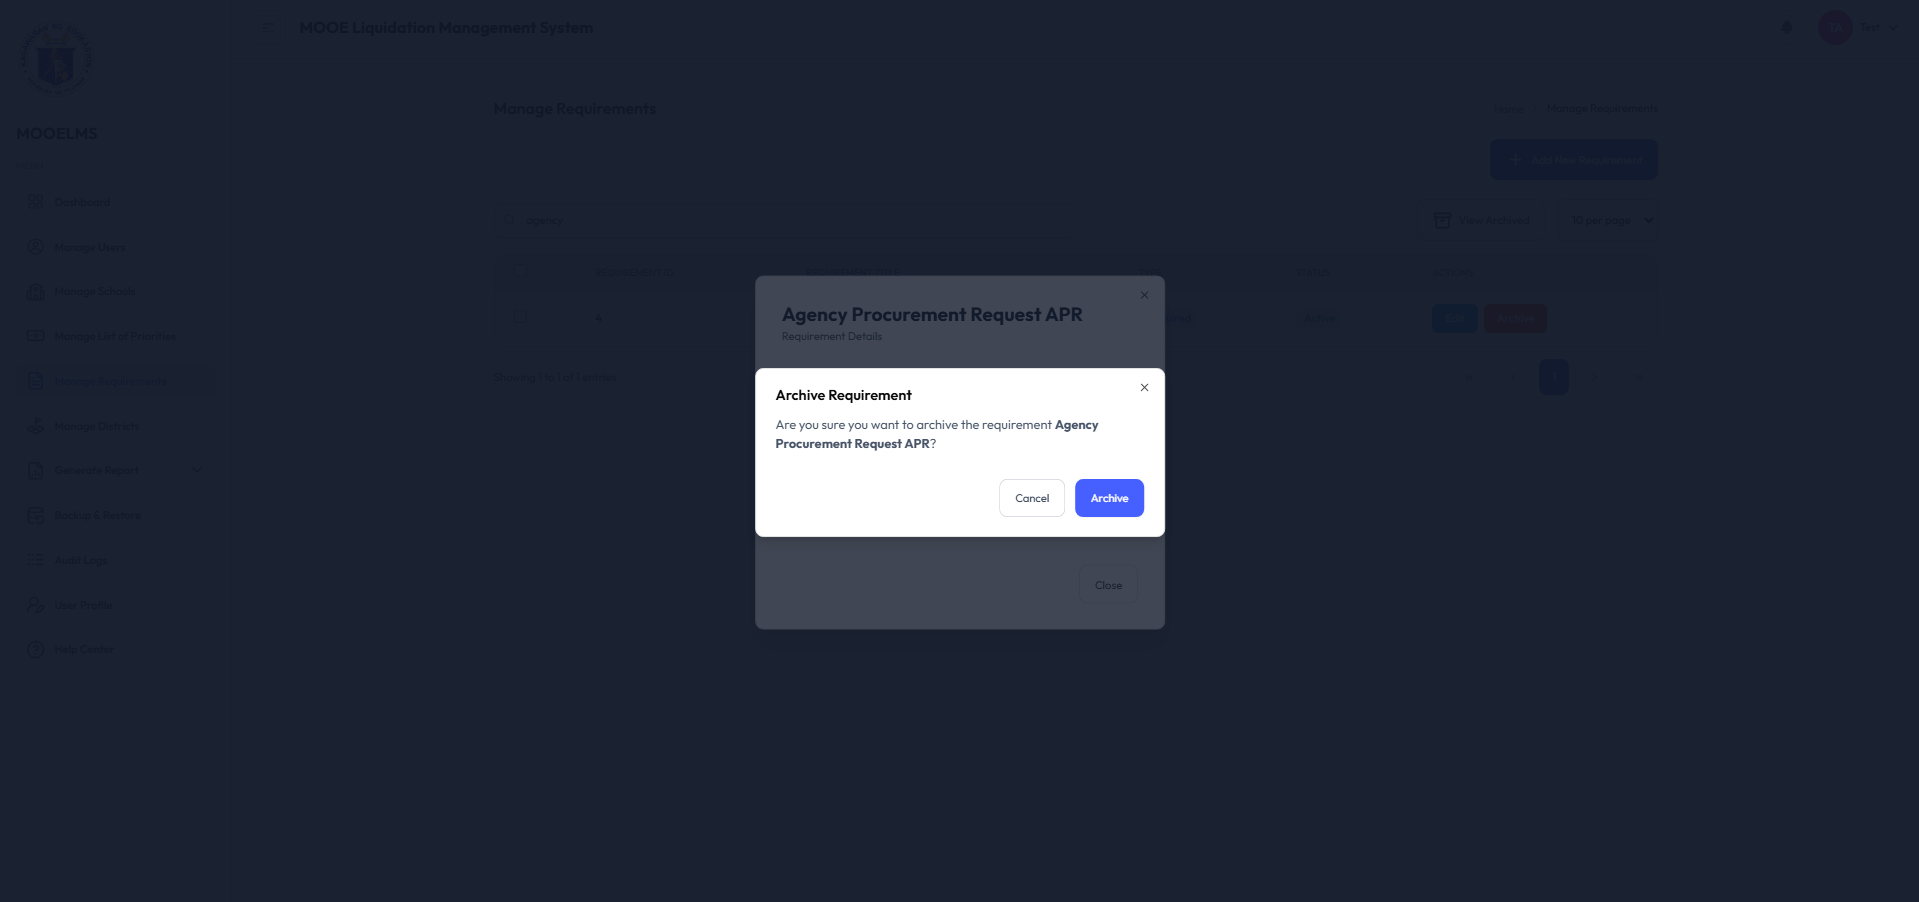 MOOE Liquidation Management System
Test
MOOELMS
Manage Requirements
Home
Manage Requirements
Add New Requirement
Dashboard
agency
View Archived
10 per page
Manage Users
Manage Schools
Manage List of Priorities
Manage Requirements
Manage Districts
Generate Report
Backup & Restore
Audit Logs
User Profile
Help Center
Active
Edit
Archive
Showing 1 to 1 of 1 entries
Agency Procurement Request APR
Requirement Details
Archive Requirement
Are you sure you want to archive the requirement Agency
Procurement Request APR?
Cancel
Archive
Close